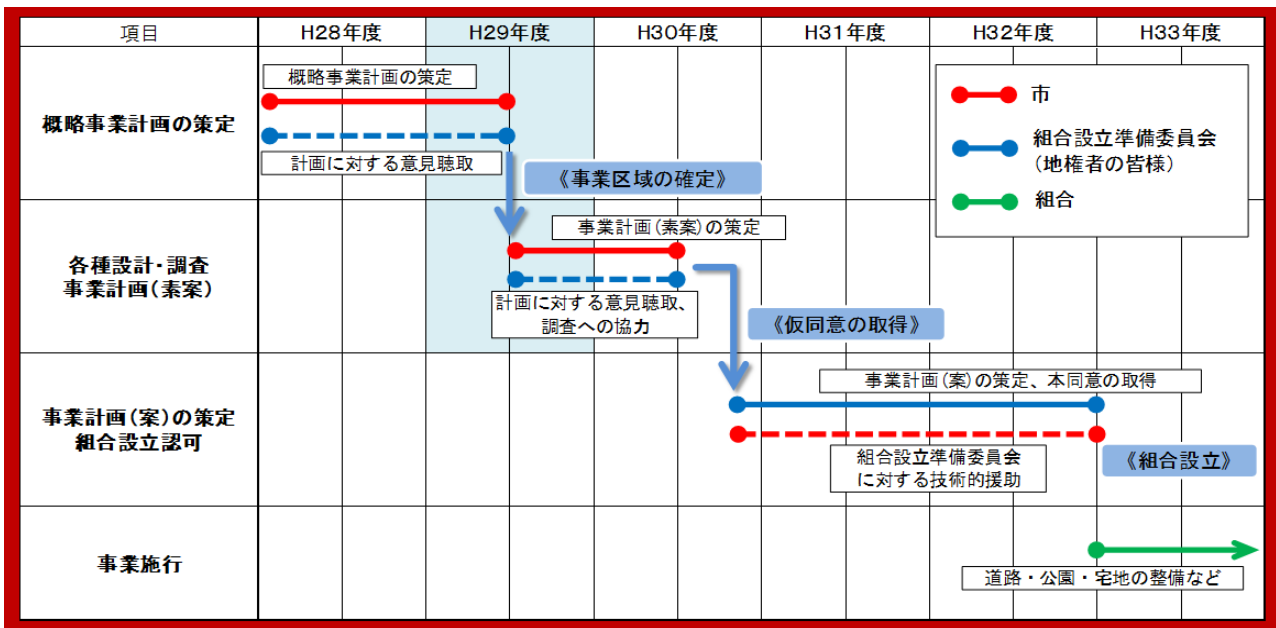 項目
H28年度
H29年度
H30年度
H31年度
H32年度
H33年度
市
組合設立準備委員会
(地権者の皆様)
組合
概略事業計画の策定
概略事業計画の策定
計画に対する意見聴取
《事業区域の確定》
各種設計・調査
事業計画(素案)
事業計画(素案)の策定
計画に対する意見聴取、
調査への協力
《仮同意の取得》
事業計画(案)の策定
組合設立認可
事業計画(案)の策定、本同意の取得
組合設立準備委員会
に対する技術的援助
《組合設立》
事業施行
道路・公園・宅地の整備など